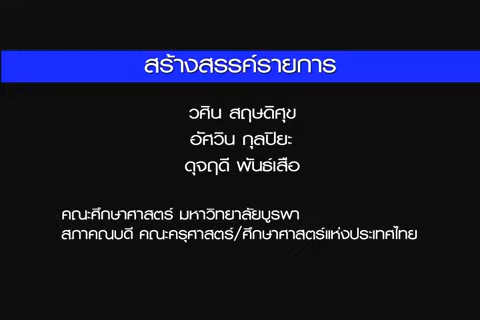 สร้างสรรค์รายการ
วศิน สฤษดิศุข
อัศวิน กุลปิยะ
ดุจฤดี พันธ์เสือ
คณะศึกษาศาสตร์ มหาวิทยาลัยบูรพา
สภาคณบดี คณะครุศาสตร์/ศึกษาศาสตร์แห่งประเทศไทย